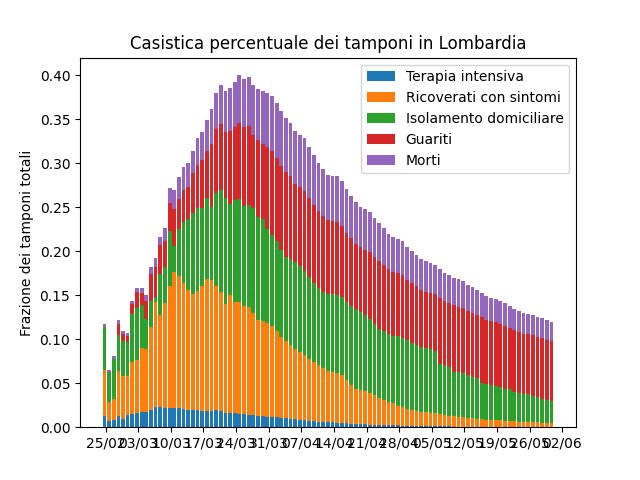 Casistica percentuale dei tamponi in Lombardia
Terapia intensiva
Ricoverati con sintomi
Isolamento domiciliare
Guariti
Morti
Frazione dei tamponi totali
0.40
0.35
0.30
0.25
0.20
0.15
0.10
0.05
0.00
25/02 03/03 10/03 17/03 24/03 31/03 07/04 14/04 21/04 28/04 05/05 12/05 19/05 26/05 02/06